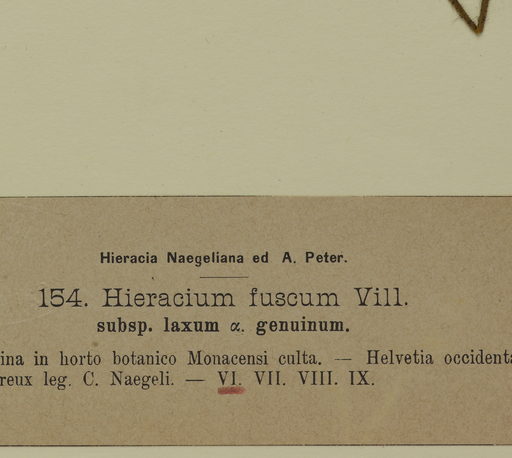 Hieracia Naegeliana ed A. Peter.
154. Hieracium fuscum Vill.
subsp. laxum α. genuinum.
ina in horto botanico Monacensi culta. — Helvetia occidenta
reux leg. C. Naegeli. — VI. VII. VIII. IX.